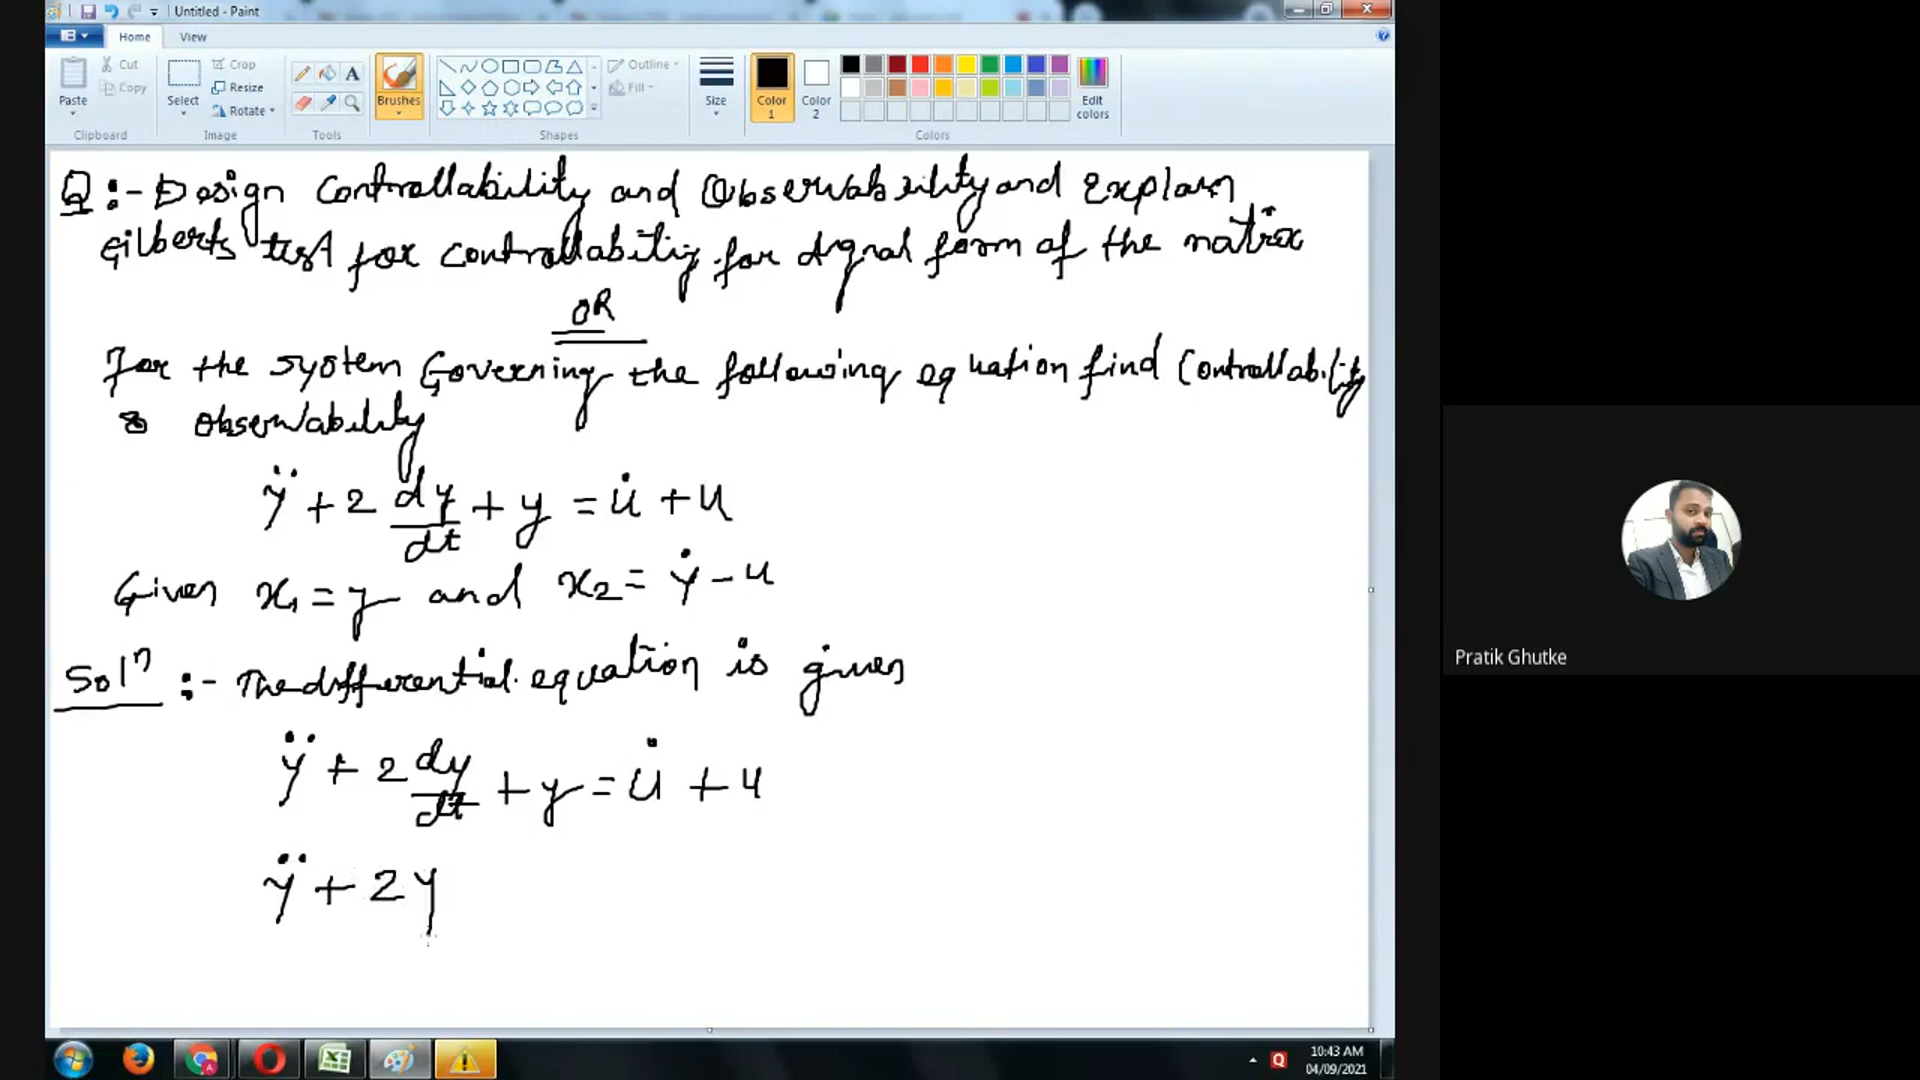 Untitled - Paint
Home View
Cut
Copy
Paste
Clipboard
Select
Crop
Resize
Rotate
Image
Tools
Brushes
Shapes
Outline
Fill
Size
Color 1
Color 2
Edit colors
Colors
Q :- Design Controllability and Observability and Explain
Gilberts test for controllability for dignal form of the matrix
OR
For the system Governing the following equation find Controllability
& observability
ÿ + 2 dy/dt + y = u̇ + u
Given x₁ = y and x₂ = ẏ - u
Solⁿ :- The differential equation is given
ÿ + 2 dy/dt + y = u̇ + u
ÿ + 2y
Pratik Ghutke
10:43 AM
04/09/2021